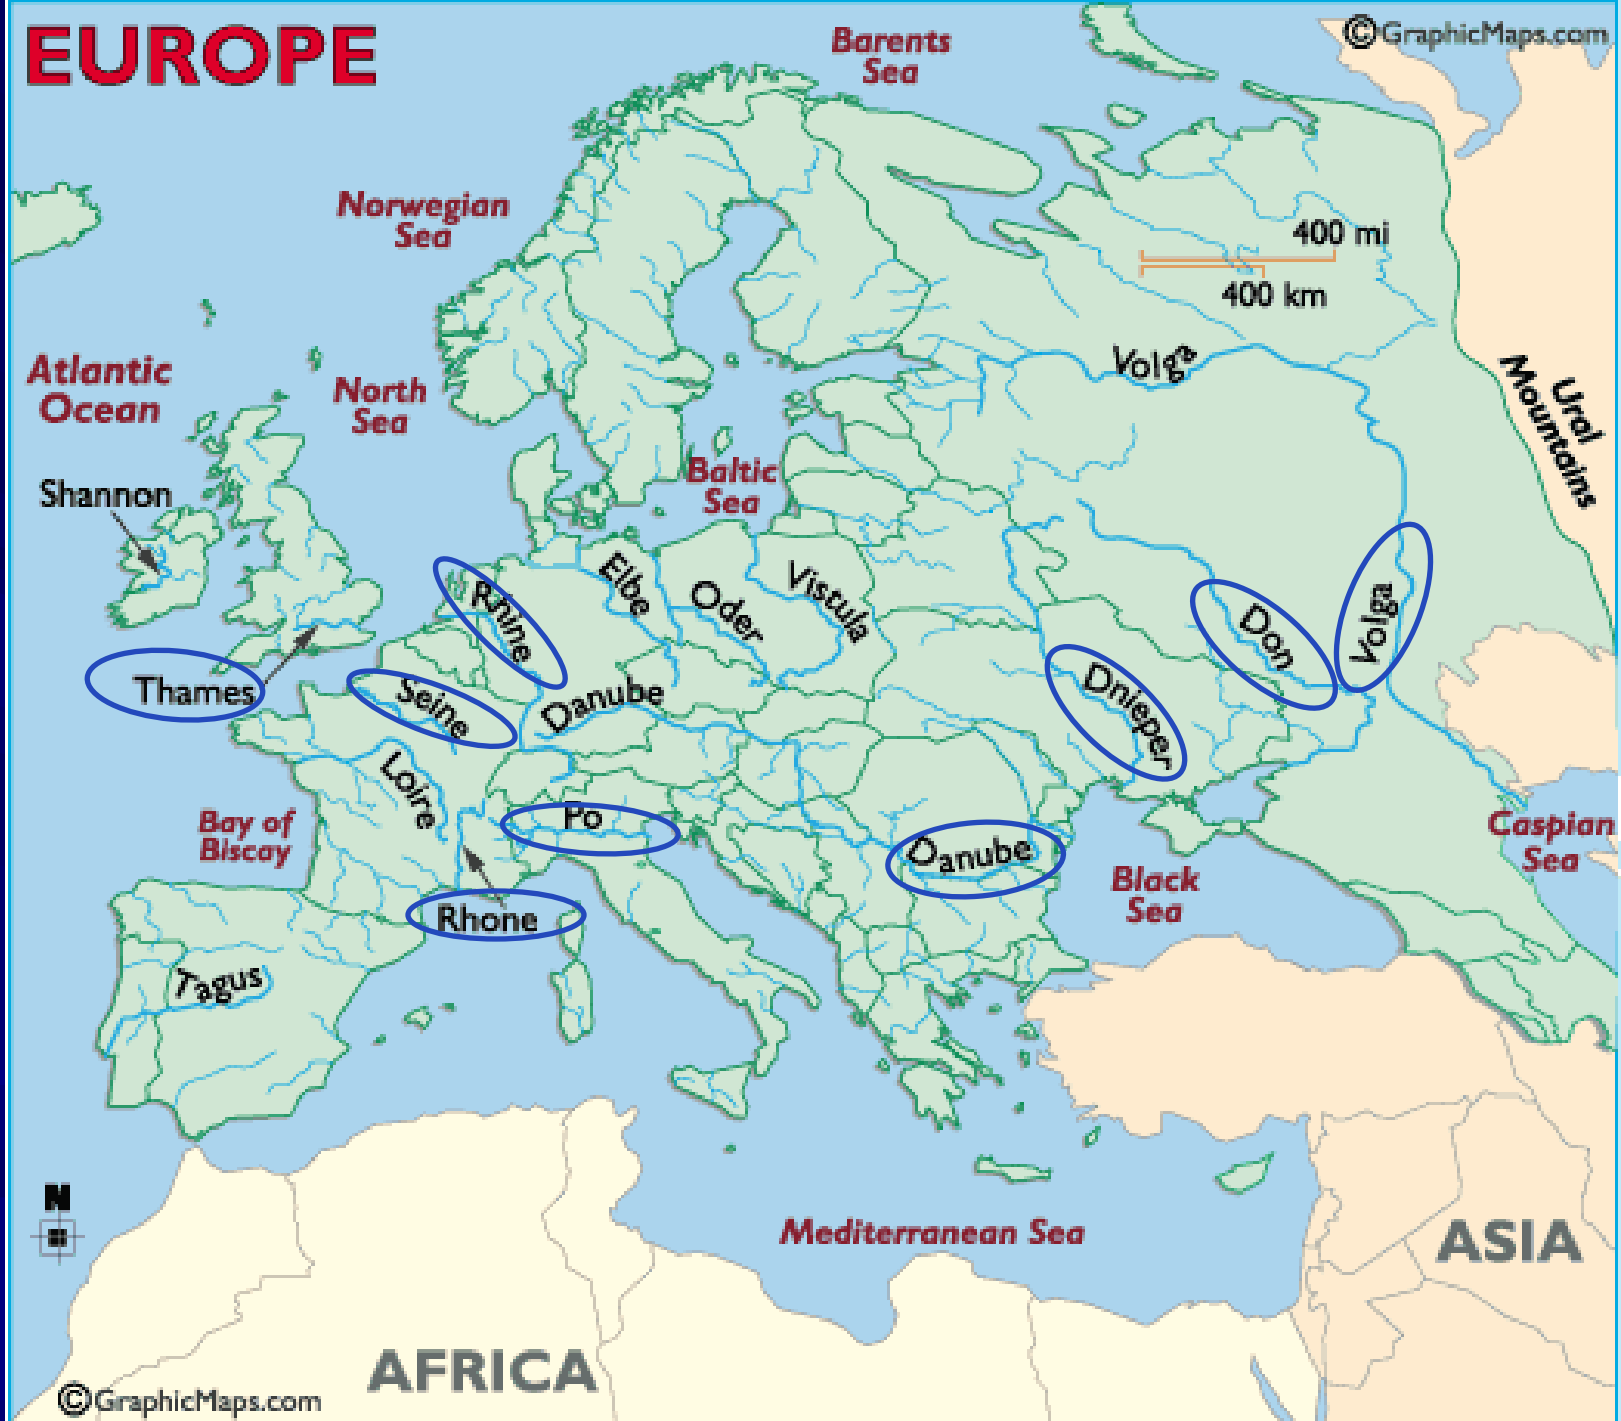 EUROPE
©GraphicMaps.com
Barents
Sea
Norwegian
Sea
400 mi
400 km
Atlantic
Ocean
North
Sea
Volga
Ural
Mountains
Baltic
Sea
Shannon
Rhine
Elbe
Oder
Vistula
Don
Volga
Thames
Seine
Danube
Dnieper
Loire
Bay of
Biscay
Po
Danube
Black
Sea
Caspian
Sea
Rhone
Tagus
N
Mediterranean Sea
ASIA
AFRICA
©GraphicMaps.com